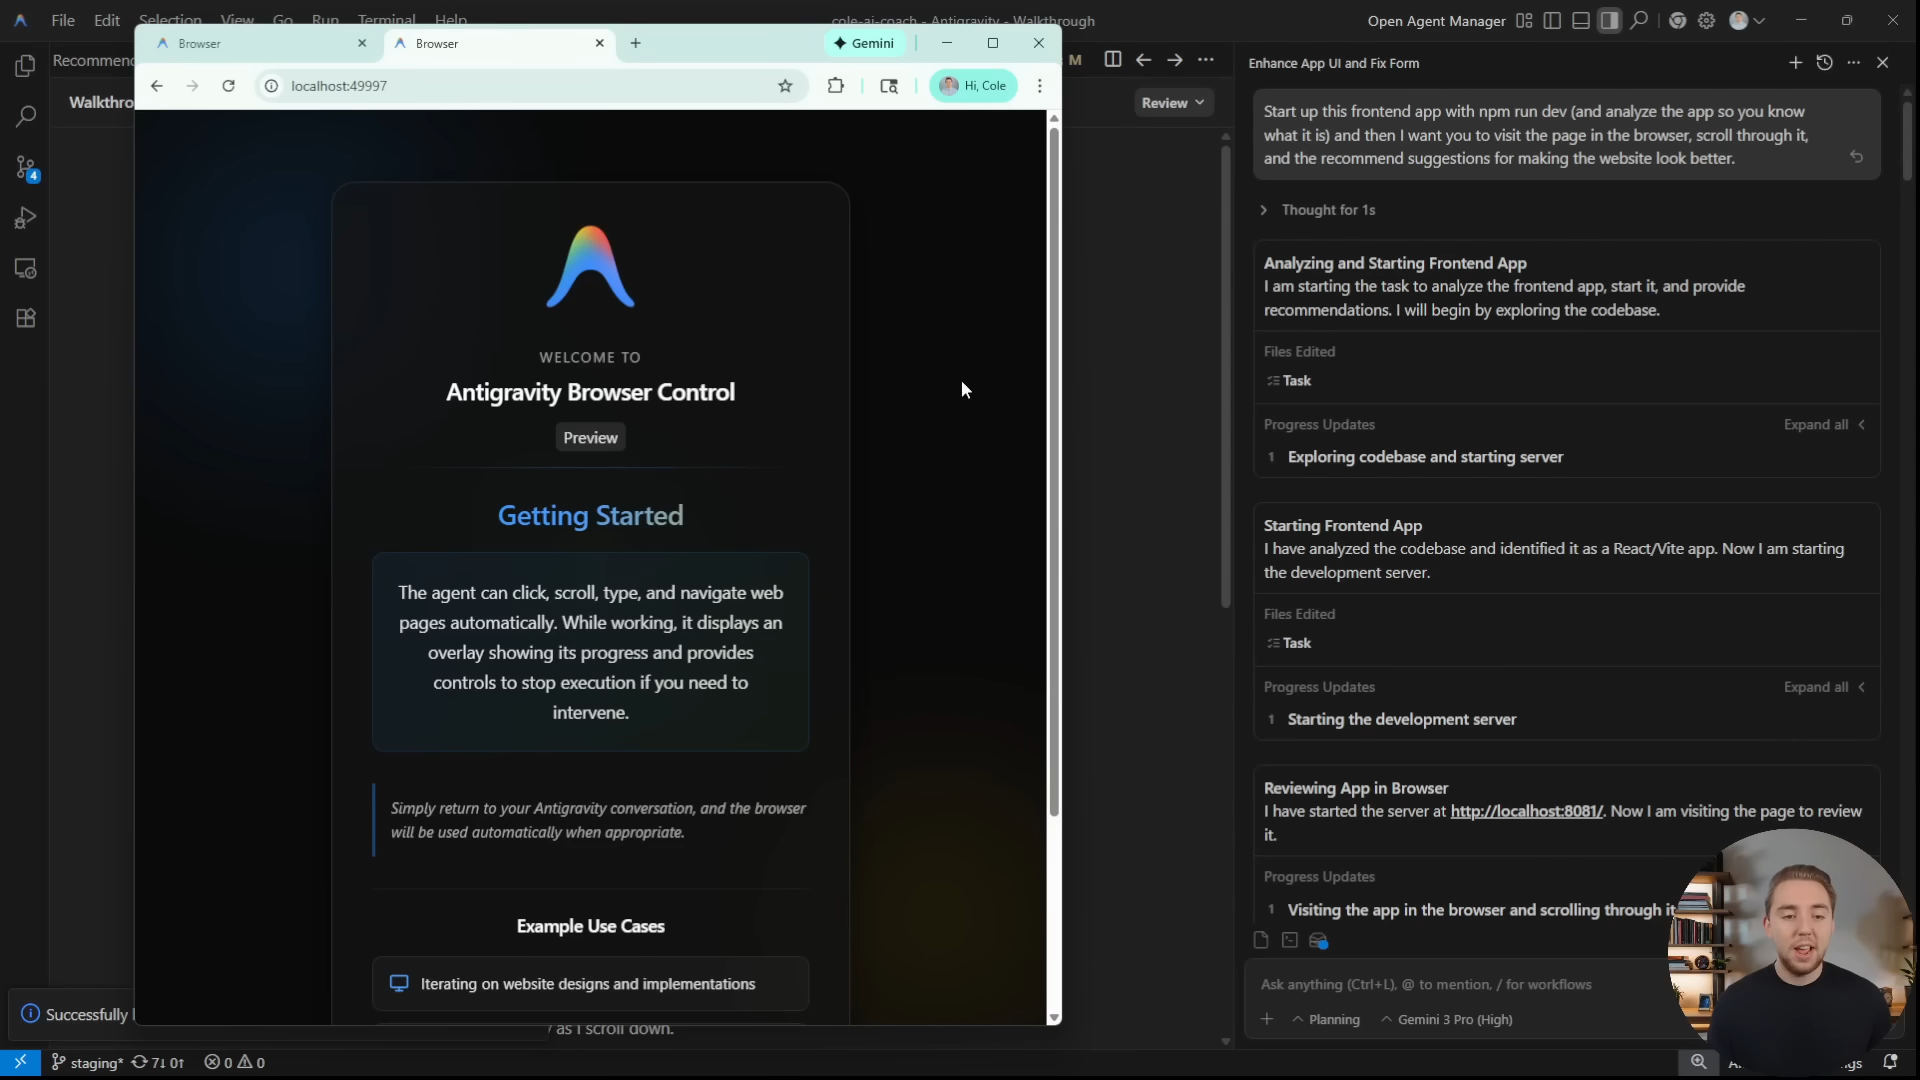 File Edit Selection View Go Run Terminal Help
cole-ai-coach - Antigravity - Walkthrough
Open Agent Manager
Browser
Browser
Gemini
localhost:49997
Hi, Cole
M
Review
WELCOME TO
Antigravity Browser Control
Preview
Getting Started
The agent can click, scroll, type, and navigate web
pages automatically. While working, it displays an
overlay showing its progress and provides
controls to stop execution if you need to
intervene.
Simply return to your Antigravity conversation, and the browser
will be used automatically when appropriate.
Example Use Cases
Iterating on website designs and implementations
as I scroll down.
Successfully
4
Enhance App UI and Fix Form
Start up this frontend app with npm run dev (and analyze the app so you know
what it is) and then I want you to visit the page in the browser, scroll through it,
and the recommend suggestions for making the website look better.
Thought for 1s
Analyzing and Starting Frontend App
I am starting the task to analyze the frontend app, start it, and provide
recommendations. I will begin by exploring the codebase.
Files Edited
Task
Progress Updates
Expand all
1 Exploring codebase and starting server
Starting Frontend App
I have analyzed the codebase and identified it as a React/Vite app. Now I am starting
the development server.
Files Edited
Task
Progress Updates
Expand all
1 Starting the development server
Reviewing App in Browser
I have started the server at http://localhost:8081/. Now I am visiting the page to review
it.
Progress Updates
1 Visiting the app in the browser and scrolling through it
Ask anything (Ctrl+L), @ to mention, / for workflows
Planning
Gemini 3 Pro (High)
staging* 7↓ 0↑ 0 0